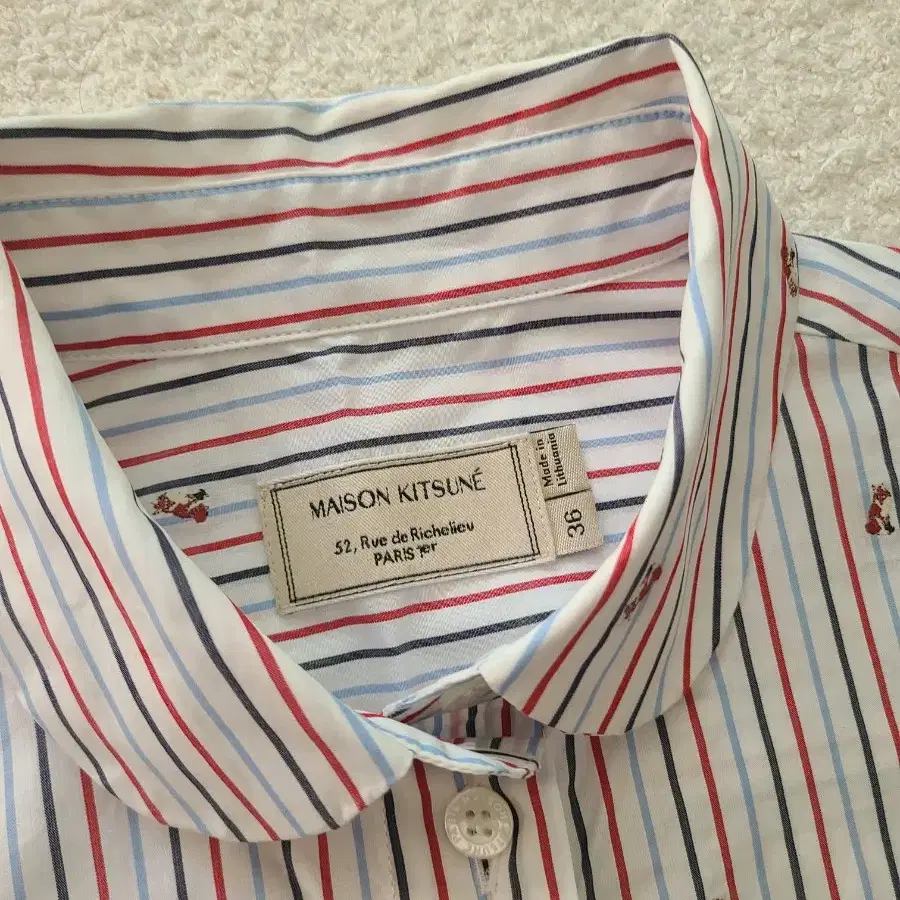 MAISON KITSUNÉ
52, Rue de Richelieu
PARIS 1er
Made in
Lithuania
36